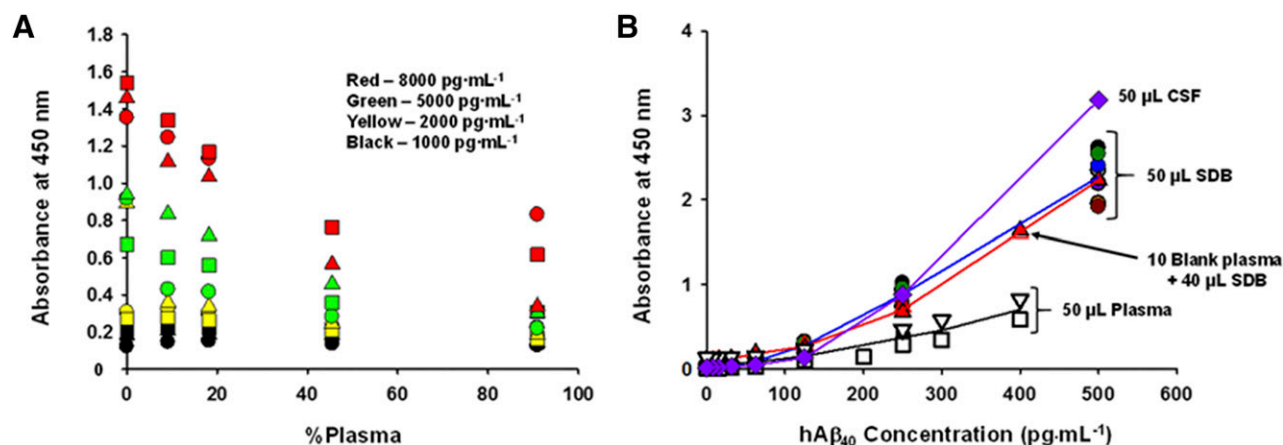 A
Absorbance at 450 nm
1.8
1.6
1.4
1.2
1.0
0.8
0.6
0.4
0.2
0
0
20
40
60
80
100
%Plasma
Red – 8000 pg·mL⁻¹
Green – 5000 pg·mL⁻¹
Yellow – 2000 pg·mL⁻¹
Black – 1000 pg·mL⁻¹
B
Absorbance at 450 nm
4
3
2
1
0
0
100
200
300
400
500
600
hAβ₄₀ Concentration (pg·mL⁻¹)
50 µL CSF
50 µL SDB
10 Blank plasma
+ 40 µL SDB
50 µL Plasma